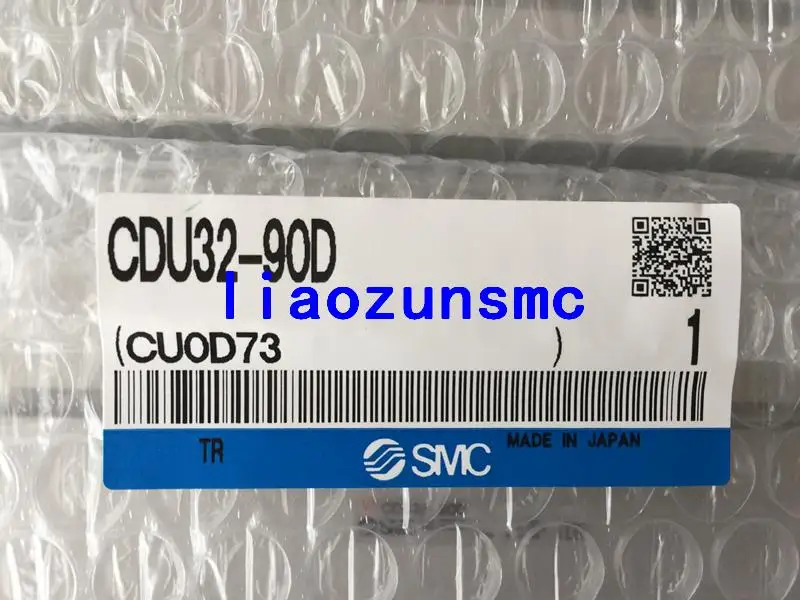 CDU32-90D
liaozunsmc
(CU0D73 ) 1
TR SMC MADE IN JAPAN